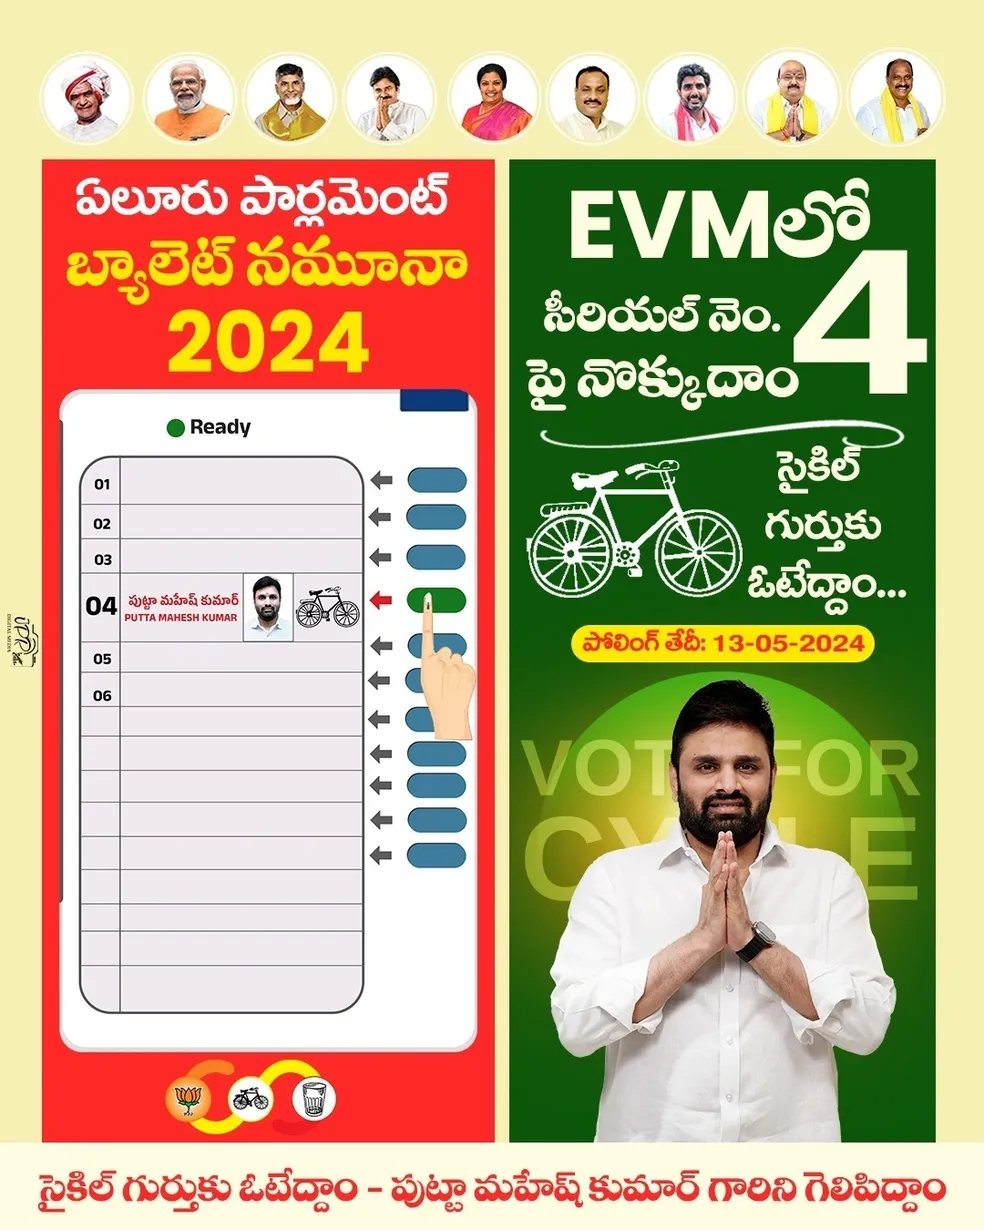 ఏలూరు పార్లమెంట్
బ్యాలెట్ నమూనా
2024
Ready
01
02
03
04 పుట్టా మహేష్ కుమార్
PUTTA MAHESH KUMAR
05
06
EVMలో
సీరియల్ నెం. 4
పై నొక్కుదాం
సైకిల్
గుర్తుకు
ఓటేద్దాం...
పోలింగ్ తేదీ: 13-05-2024
VOTE FOR
CYCLE
సైకిల్ గుర్తుకు ఓటేద్దాం - పుట్టా మహేష్ కుమార్ గారిని గెలిపిద్దాం